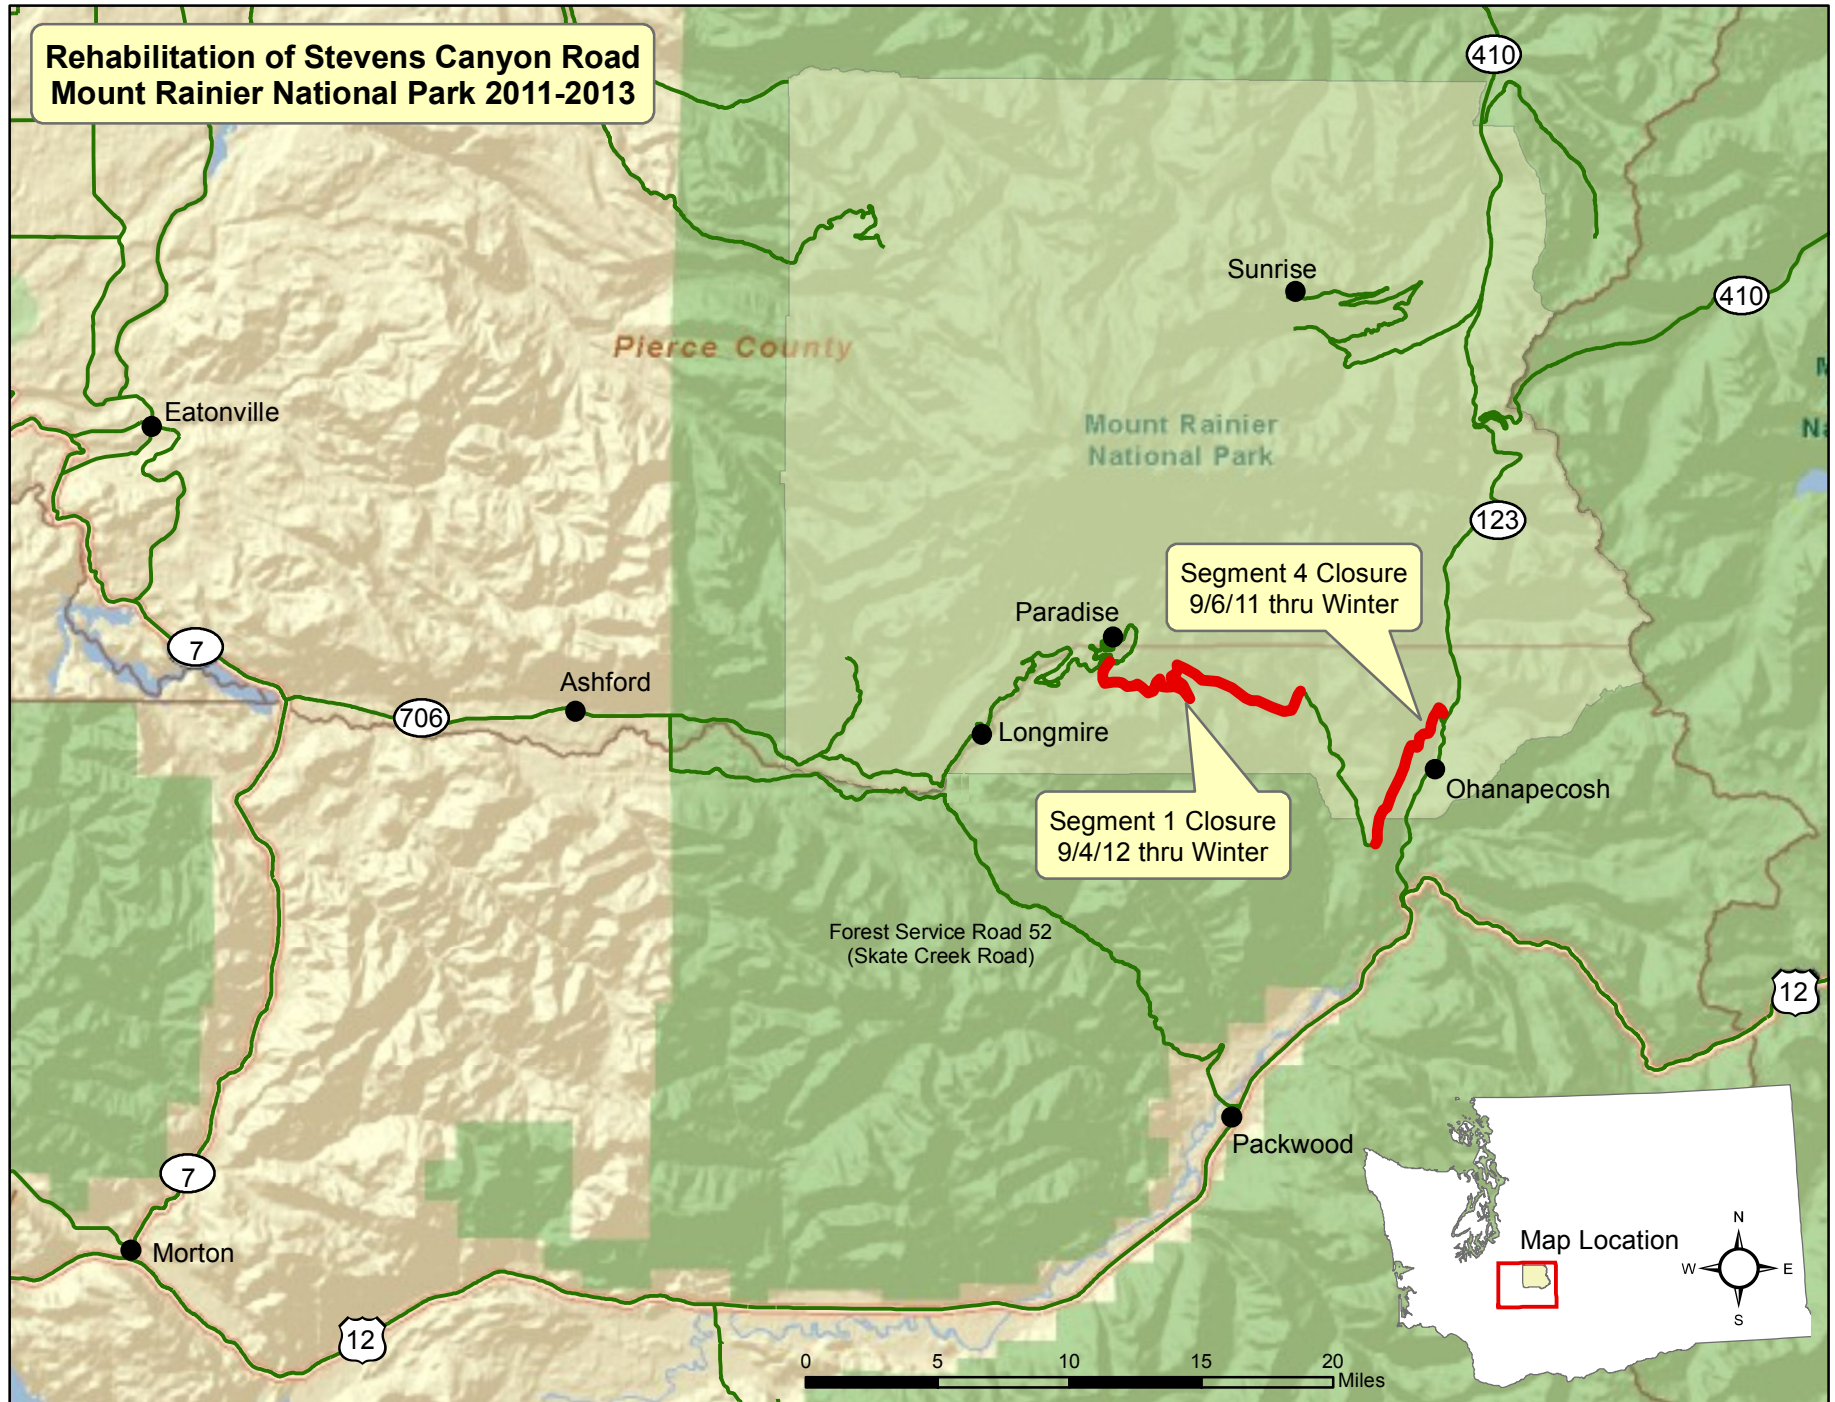 Rehabilitation of Stevens Canyon Road
Mount Rainier National Park 2011-2013
410
Sunrise
410
Pierce County
Eatonville
Mount Rainier
National Park
123
Segment 4 Closure
9/6/11 thru Winter
Paradise
7
Ashford
706
Longmire
Ohanapecosh
Segment 1 Closure
9/4/12 thru Winter
Forest Service Road 52
(Skate Creek Road)
12
Packwood
7
Morton
12
Map Location
N
W
E
S
0 5 10 15 20
Miles